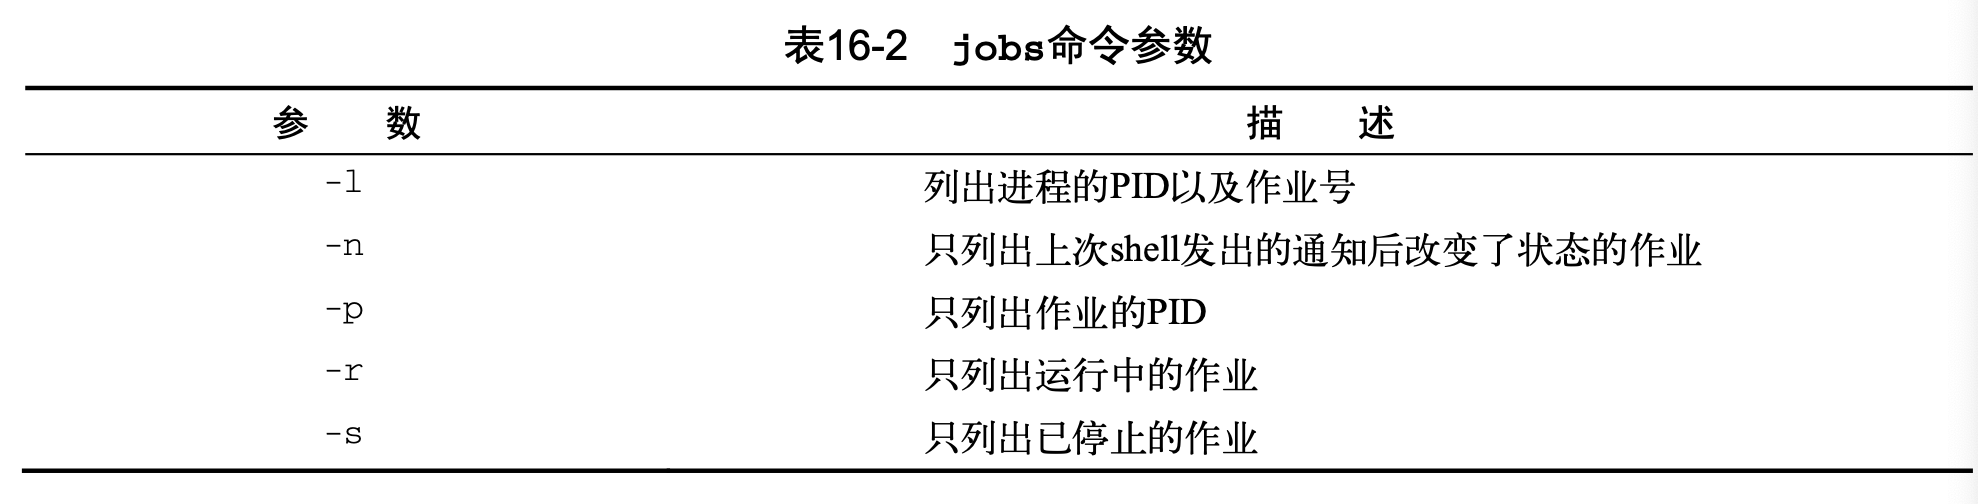 表16-2 jobs命令参数
参 数 描 述
-l 列出进程的PID以及作业号
-n 只列出上次shell发出的通知后改变了状态的作业
-p 只列出作业的PID
-r 只列出运行中的作业
-s 只列出已停止的作业